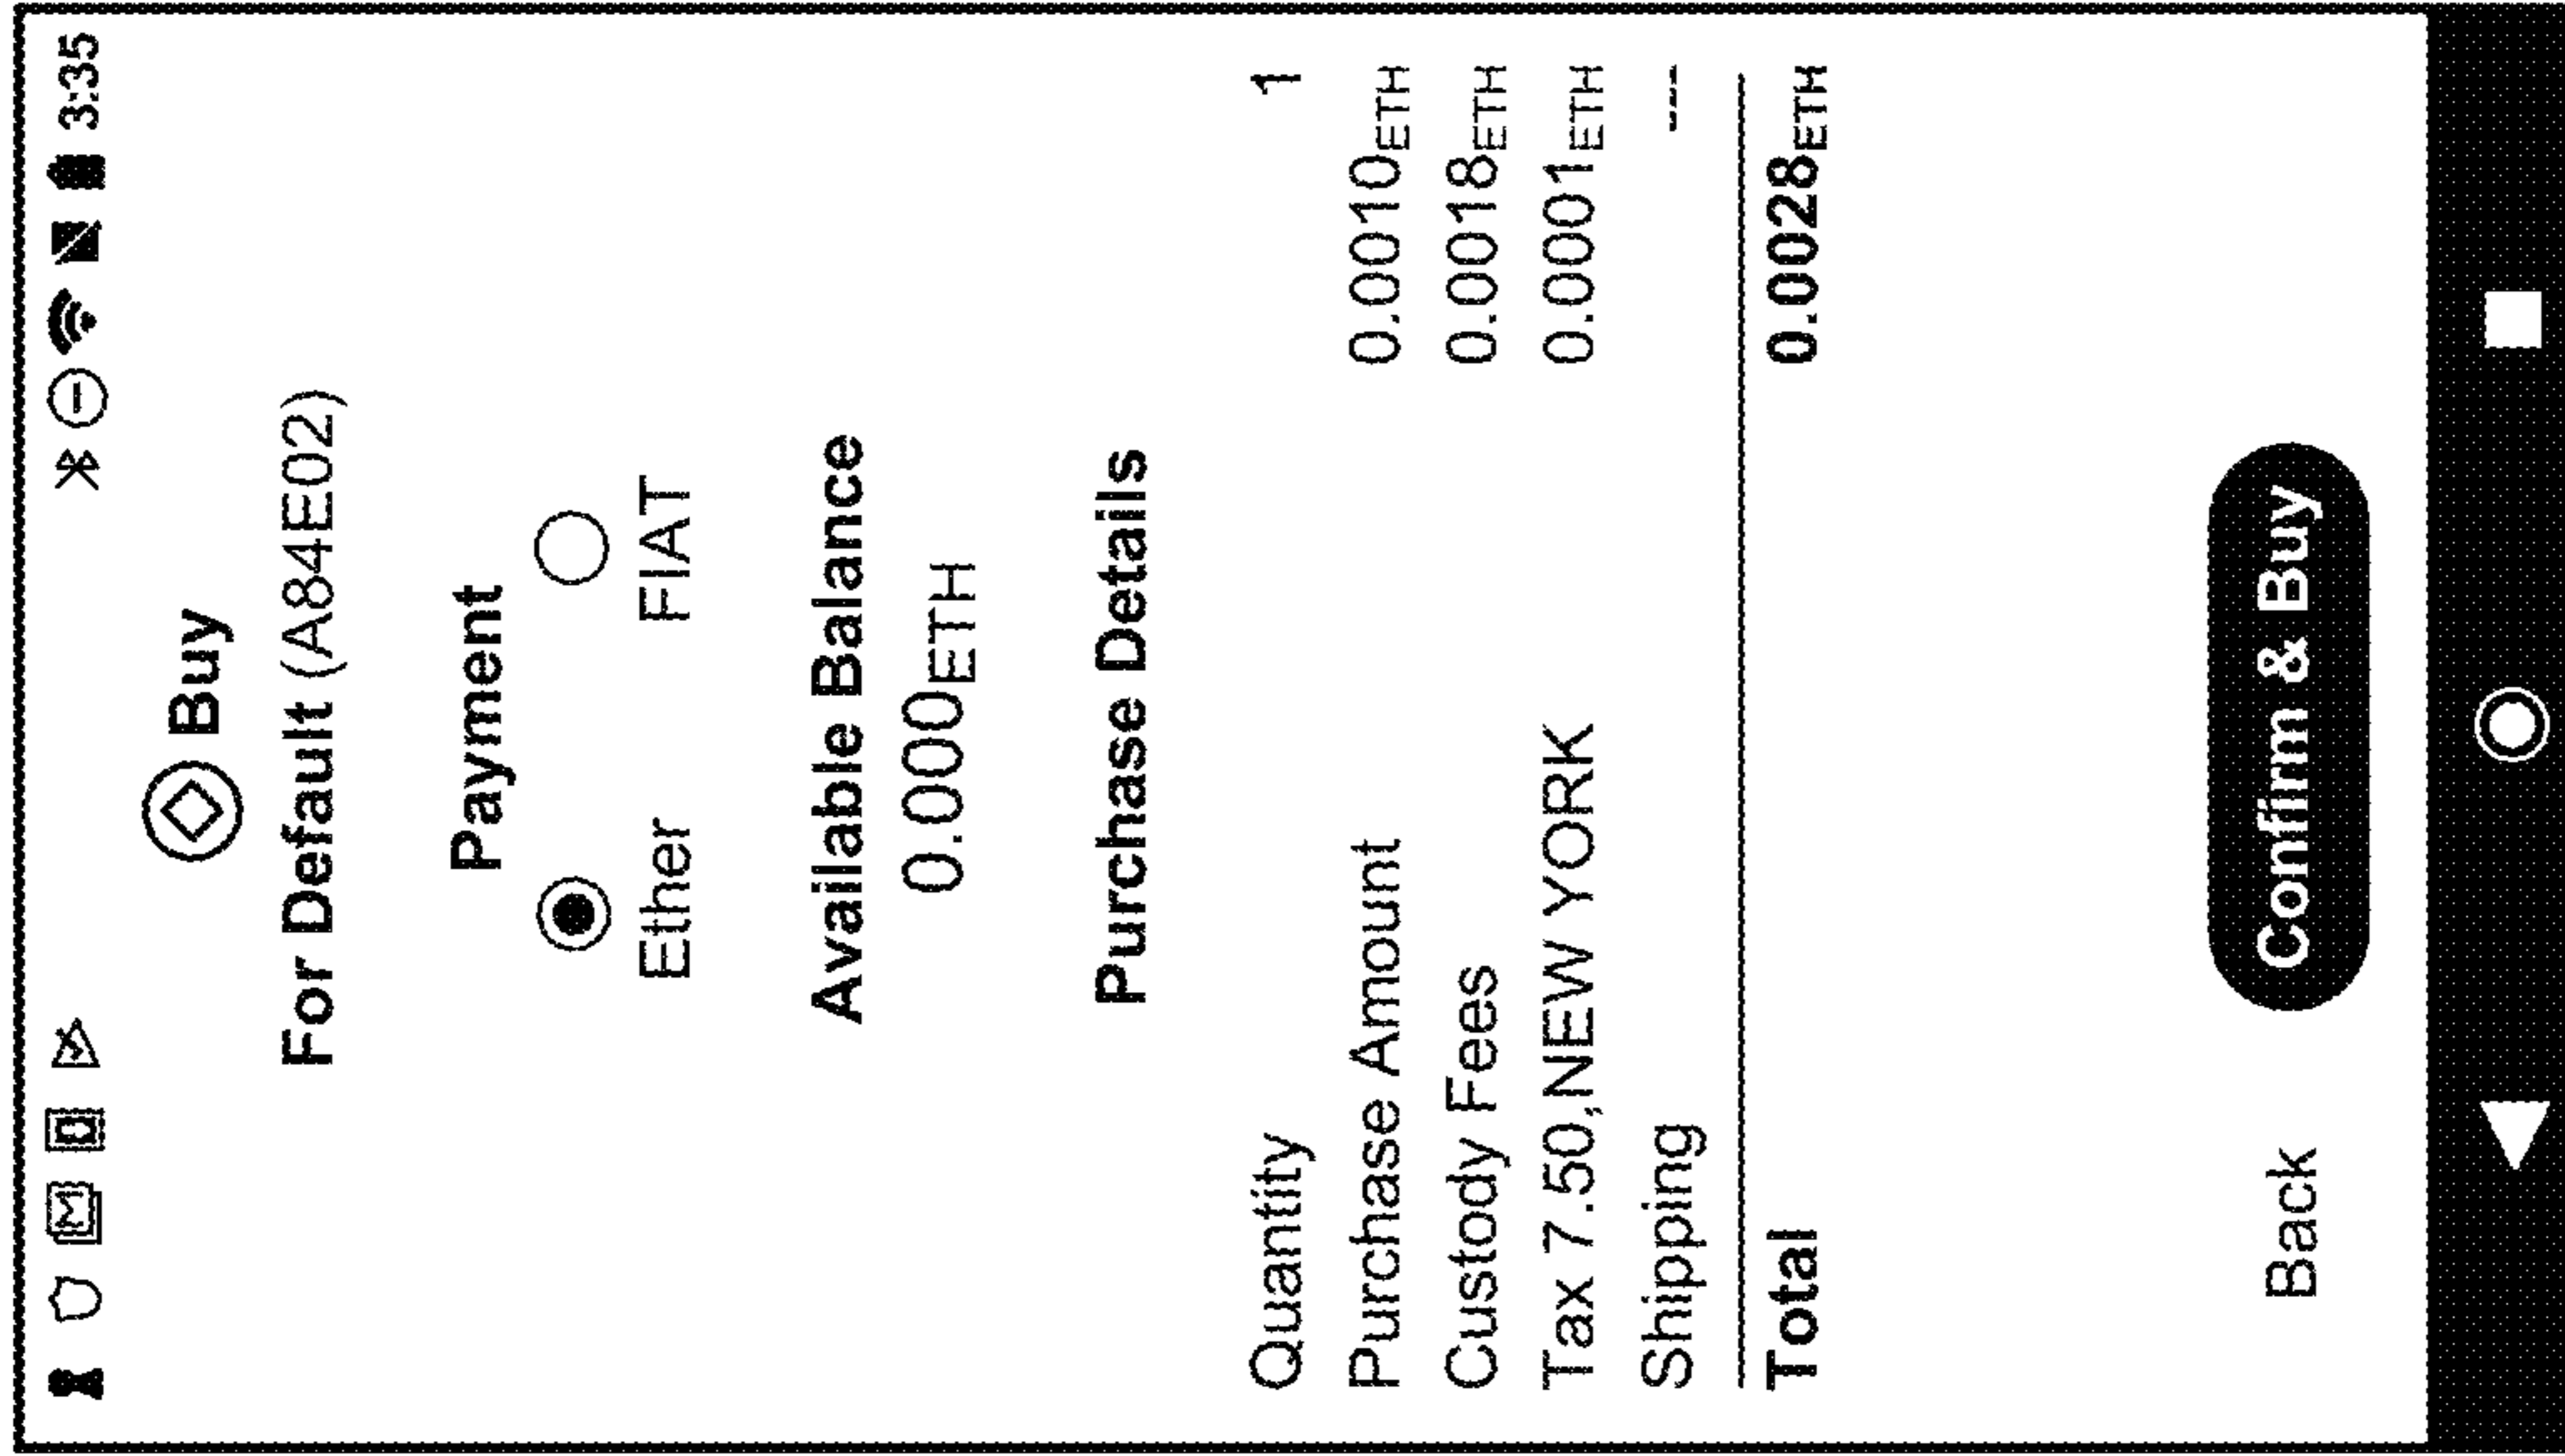 3:35
Buy
For Default (A84E02)
Payment
Ether FIAT
Available Balance
0.000ETH
Purchase Details
Quantity 1
Purchase Amount 0.0010ETH
Custody Fees 0.0018ETH
Tax 7.50,NEW YORK 0.0001ETH
Shipping ---
Total 0.0028ETH
Back Confirm & Buy